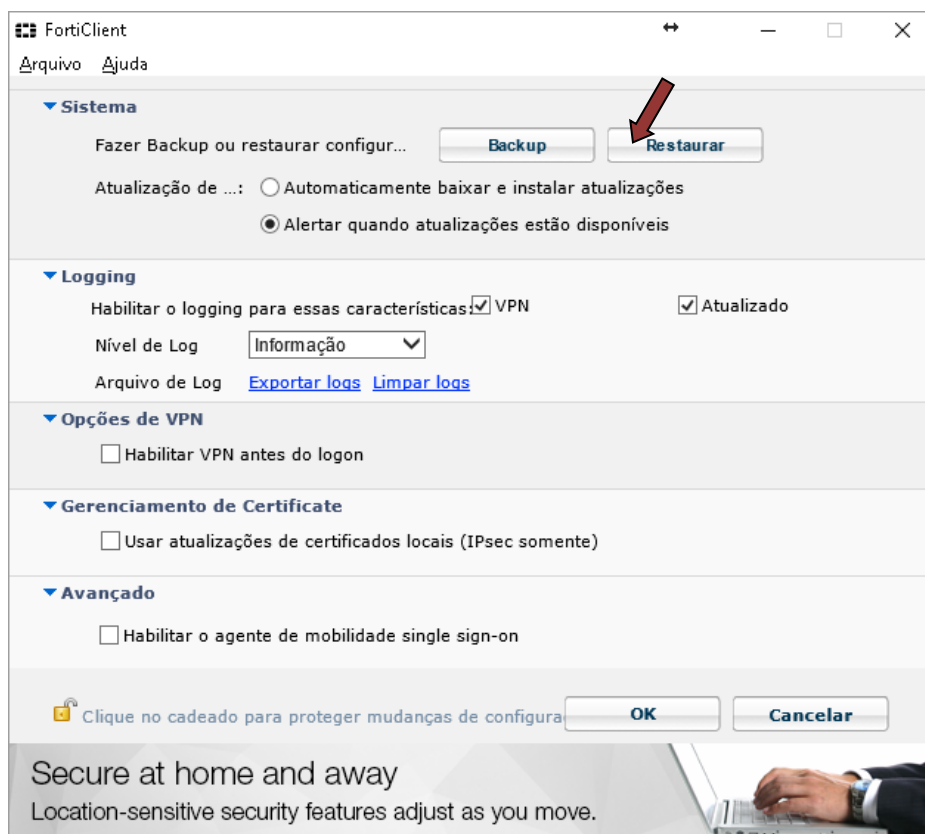 FortiClient
Arquivo Ajuda
Sistema
Fazer Backup ou restaurar configur... Backup Restaurar
Atualização de ...: Automaticamente baixar e instalar atualizações
Alertar quando atualizações estão disponíveis
Logging
Habilitar o logging para essas características: VPN Atualizado
Nível de Log Informação
Arquivo de Log Exportar logs Limpar logs
Opções de VPN
Habilitar VPN antes do logon
Gerenciamento de Certificate
Usar atualizações de certificados locais (IPsec somente)
Avançado
Habilitar o agente de mobilidade single sign-on
Clique no cadeado para proteger mudanças de configura OK Cancelar
Secure at home and away
Location-sensitive security features adjust as you move.